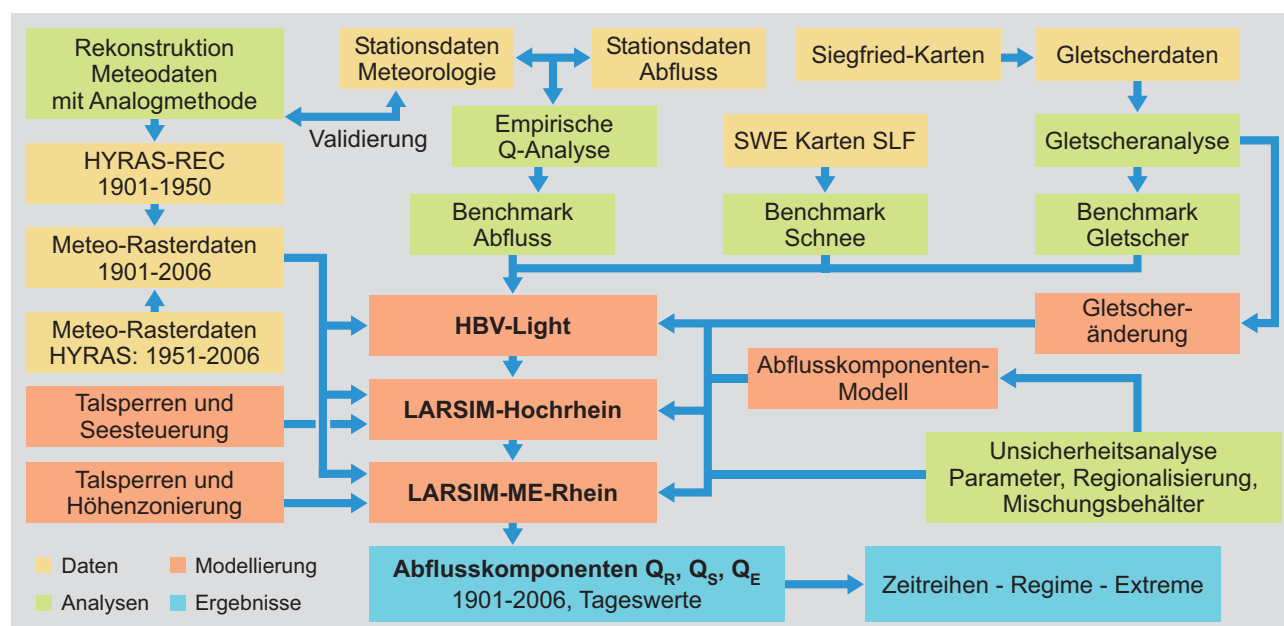 Rekonstruktion
Meteodaten
mit Analogmethode
Stationsdaten
Meteorologie
Stationsdaten
Abfluss
Siegfried-Karten
Gletscherdaten
Validierung
Empirische
Q-Analyse
SWE Karten SLF
Gletscheranalyse
HYRAS-REC
1901-1950
Benchmark
Abfluss
Benchmark
Schnee
Benchmark
Gletscher
Meteo-Rasterdaten
1901-2006
Meteo-Rasterdaten
HYRAS: 1951-2006
HBV-Light
Gletscher-
änderung
Abflusskomponenten-
Modell
Talsperren und
Seesteuerung
LARSIM-Hochrhein
Talsperren und
Höhenzonierung
LARSIM-ME-Rhein
Unsicherheitsanalyse
Parameter, Regionalisierung,
Mischungsbehälter
Daten
Modellierung
Analysen
Ergebnisse
Abflusskomponenten Q_R, Q_S, Q_E
1901-2006, Tageswerte
Zeitreihen - Regime - Extreme